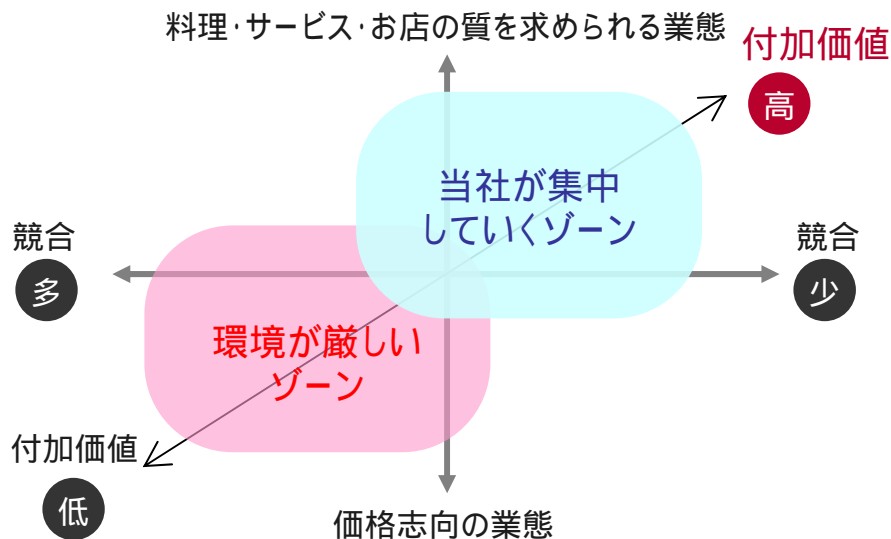 料理・サービス・お店の質を求められる業態
付加価値
高
当社が集中
していくゾーン
競合
多
競合
少
環境が厳しい
ゾーン
付加価値
低
価格志向の業態